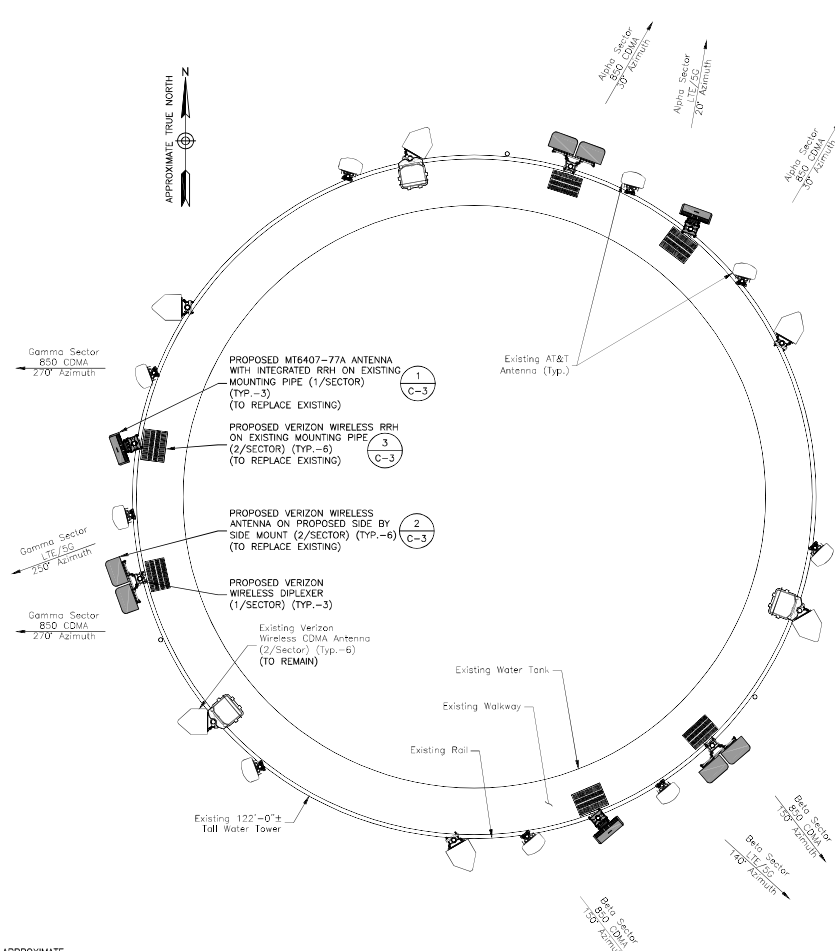 Alpha Sector
850 CDMA
30° Azimuth
Alpha Sector
LTE/5G
20° Azimuth
Alpha Sector
850 CDMA
30° Azimuth
N
APPROXIMATE TRUE NORTH
Gamma Sector
850 CDMA
270° Azimuth
PROPOSED MT6407-77A ANTENNA
WITH INTEGRATED RRH ON EXISTING
MOUNTING PIPE (1/SECTOR)
(TYP.-3)
(TO REPLACE EXISTING)
1
C-3
Existing AT&T
Antenna (Typ.)
PROPOSED VERIZON WIRELESS RRH
ON EXISTING MOUNTING PIPE
(2/SECTOR) (TYP.-6)
(TO REPLACE EXISTING)
3
C-3
PROPOSED VERIZON WIRELESS
ANTENNA ON PROPOSED SIDE BY
SIDE MOUNT (2/SECTOR) (TYP.-6)
(TO REPLACE EXISTING)
2
C-3
Gamma Sector
LTE/5G
250° Azimuth
PROPOSED VERIZON
WIRELESS DIPLEXER
(1/SECTOR) (TYP.-3)
Gamma Sector
850 CDMA
270° Azimuth
Existing Verizon
Wireless CDMA Antenna
(2/Sector) (Typ.-6)
(TO REMAIN)
Existing Water Tank
Existing Walkway
Existing Rail
Existing 122'-0"±
Tall Water Tower
Beta Sector
850 CDMA
150° Azimuth
Beta Sector
LTE/5G
140° Azimuth
Beta Sector
850 CDMA
150° Azimuth